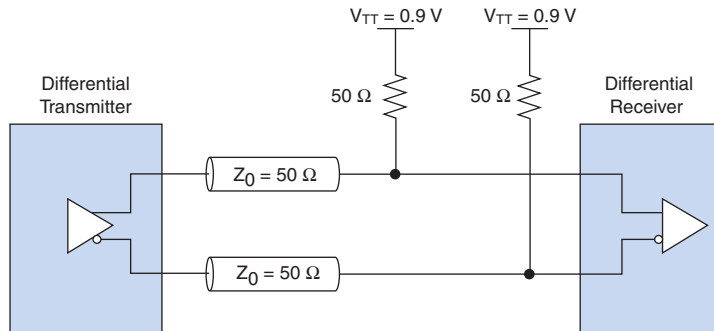 V_TT = 0.9 V
V_TT = 0.9 V
Differential
Transmitter
50 Ω
50 Ω
Differential
Receiver
Z_0 = 50 Ω
Z_0 = 50 Ω